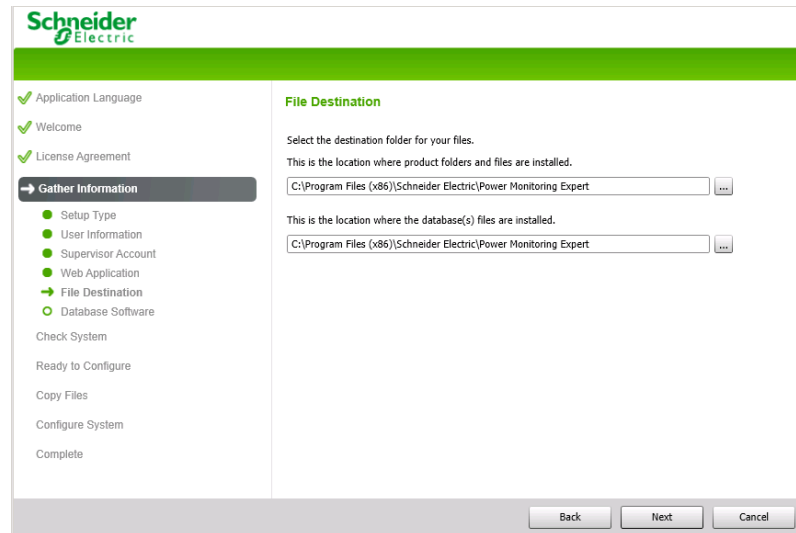 Schneider
Electric
Application Language
Welcome
License Agreement
Gather Information
Setup Type
User Information
Supervisor Account
Web Application
File Destination
Database Software
Check System
Ready to Configure
Copy Files
Configure System
Complete
File Destination
Select the destination folder for your files.
This is the location where product folders and files are installed.
C:\Program Files (x86)\Schneider Electric\Power Monitoring Expert
...
This is the location where the database(s) files are installed.
C:\Program Files (x86)\Schneider Electric\Power Monitoring Expert
...
Back Next Cancel